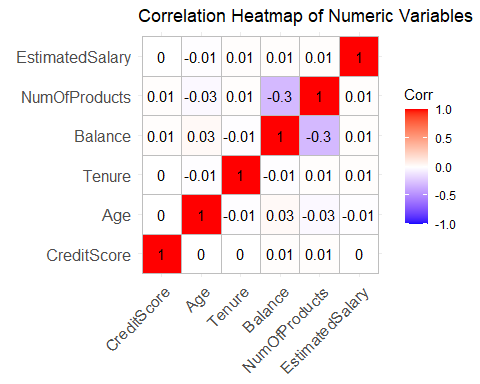 Correlation Heatmap of Numeric Variables
EstimatedSalary 0 -0.01 0.01 0.01 0.01 1
NumOfProducts 0.01 -0.03 0.01 -0.3 1 0.01
Balance 0.01 0.03 -0.01 1 -0.3 0.01
Tenure 0 -0.01 1 -0.01 0.01 0.01
Age 0 1 -0.01 0.03 -0.03 -0.01
CreditScore 1 0 0 0.01 0.01 0
CreditScore Age Tenure Balance NumOfProducts EstimatedSalary
Corr
1.0
0.5
0.0
-0.5
-1.0